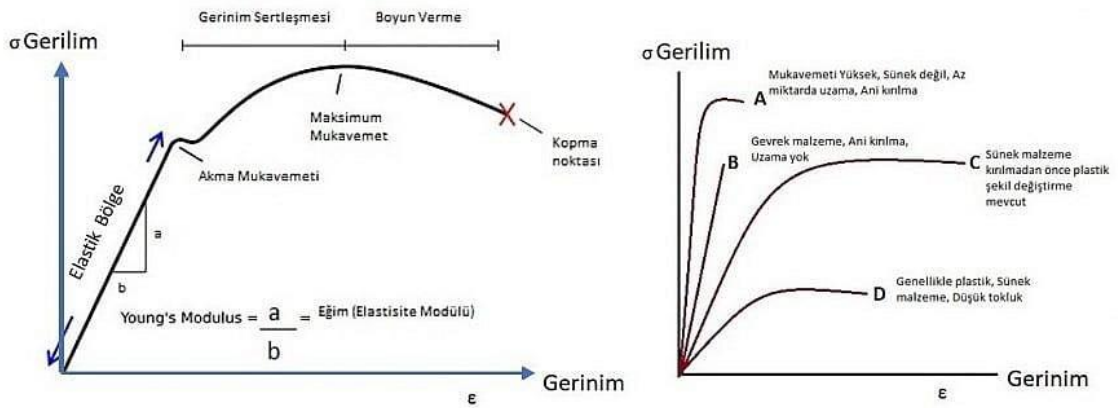 Gerinim Sertleşmesi
Boyun Verme
σ Gerilim
Maksimum
Mukavemet
Kopma
noktası
Akma Mukavemeti
Elastik Bölge
a
b
Young's Modulus = a
b
= Eğim (Elastisite Modülü)
ε
Gerinim
σ Gerilim
A
Mukavemeti Yüksek, Sünek değil, Az
miktarda uzama, Ani kırılma
B
Gevrek malzeme, Ani kırılma,
Uzama yok
C
Sünek malzeme
kırılmadan önce plastik
şekil değiştirme
mevcut
D
Genellikle plastik, Sünek
malzeme, Düşük tokluk
ε
Gerinim